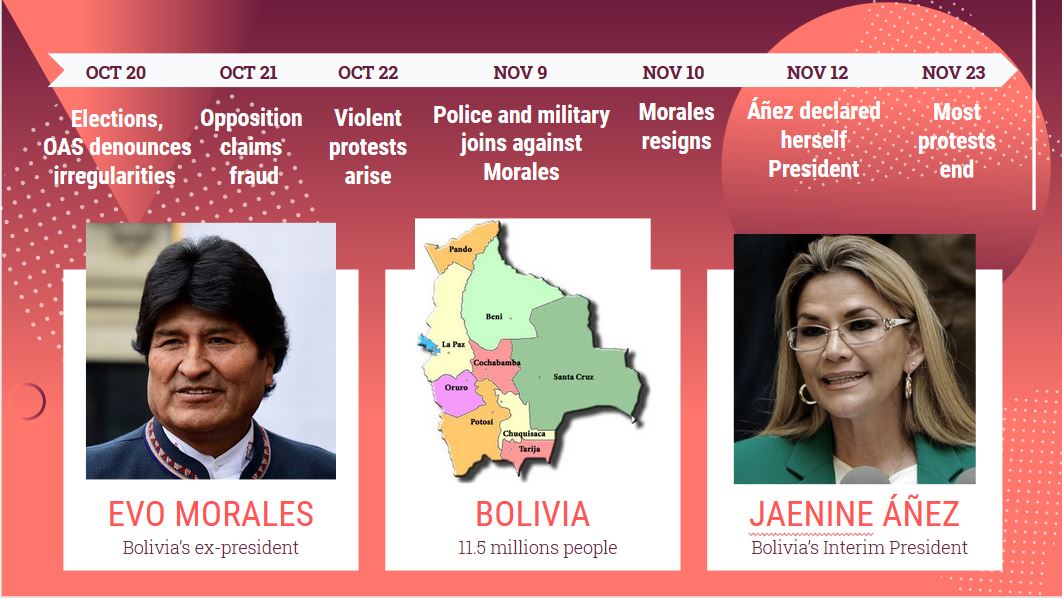 OCT 20
OCT 21
OCT 22
NOV 9
NOV 10
NOV 12
NOV 23
Elections,
OAS denounces
irregularities
Opposition
claims
fraud
Violent
protests
arise
Police and military
joins against
Morales
Morales
resigns
Áñez declared
herself
President
Most
protests
end
Pando
Beni
La Paz
Cochabamba
Santa Cruz
Oruro
Potosí
Chuquisaca
Tarija
EVO MORALES
Bolivia's ex-president
BOLIVIA
11.5 millions people
JAENINE ÁÑEZ
Bolivia's Interim President